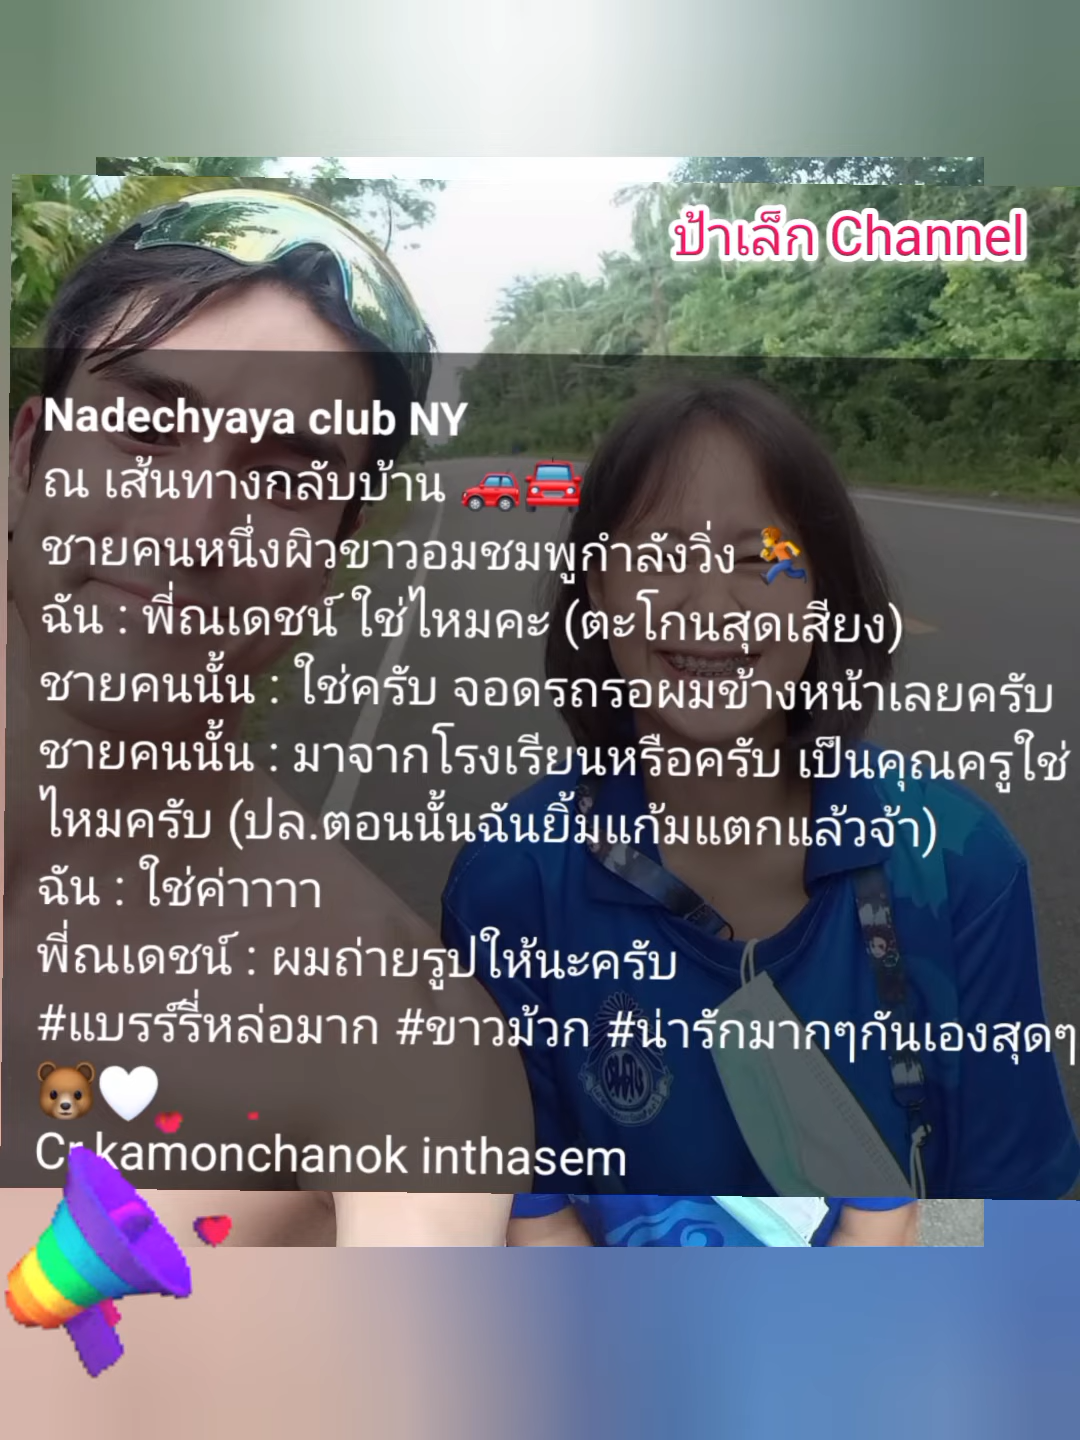 ป้าเล็ก Channel
Nadechyaya club NY
ณ เส้นทางกลับบ้าน 🚗🚘
ชายคนหนึ่งผิวขาวอมชมพูกำลังวิ่ง 🏃
ฉัน : พี่ณเดชน์ ใช่ไหมคะ (ตะโกนสุดเสียง)
ชายคนนั้น : ใช่ครับ จอดรถรอผมข้างหน้าเลยครับ
ชายคนนั้น : มาจากโรงเรียนหรือครับ เป็นคุณครูใช่
ไหมครับ (ปล.ตอนนั้นฉันยิ้มแก้มแตกแล้วจ้า)
ฉัน : ใช่ค่าาาา
พี่ณเดชน์ : ผมถ่ายรูปให้นะครับ
#แบรร์รี่หล่อมาก #ขาวม้วก #น่ารักมากๆกันเองสุดๆ
🐻🤍
Cr.kamonchanok inthasem